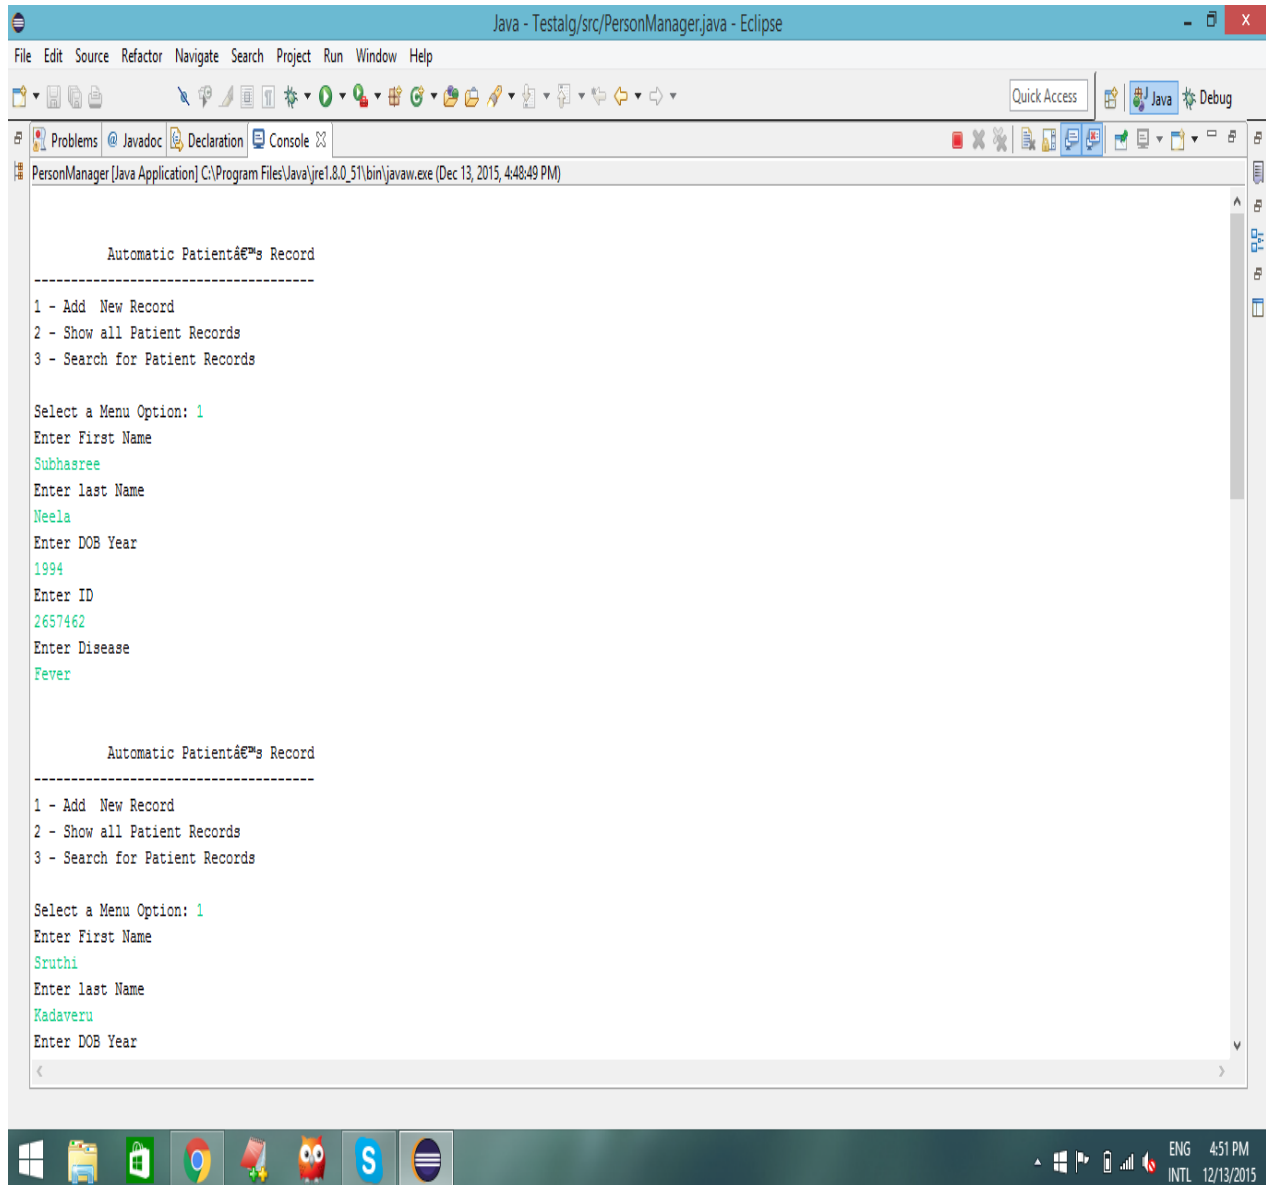 Java - Testalg/src/PersonManager.java - Eclipse
File Edit Source Refactor Navigate Search Project Run Window Help
Quick Access Java Debug
Problems @ Javadoc Declaration Console
PersonManager [Java Application] C:\Program Files\Java\jre1.8.0_51\bin\javaw.exe (Dec 13, 2015, 4:48:49 PM)
Automatic Patientâ€™s Record
--------------------------------------
1 - Add  New Record
2 - Show all Patient Records
3 - Search for Patient Records
Select a Menu Option: 1
Enter First Name
Subhasree
Enter last Name
Neela
Enter DOB Year
1994
Enter ID
2657462
Enter Disease
Fever
Automatic Patientâ€™s Record
--------------------------------------
1 - Add  New Record
2 - Show all Patient Records
3 - Search for Patient Records
Select a Menu Option: 1
Enter First Name
Sruthi
Enter last Name
Kadaveru
Enter DOB Year
ENG 4:51 PM
INTL 12/13/2015